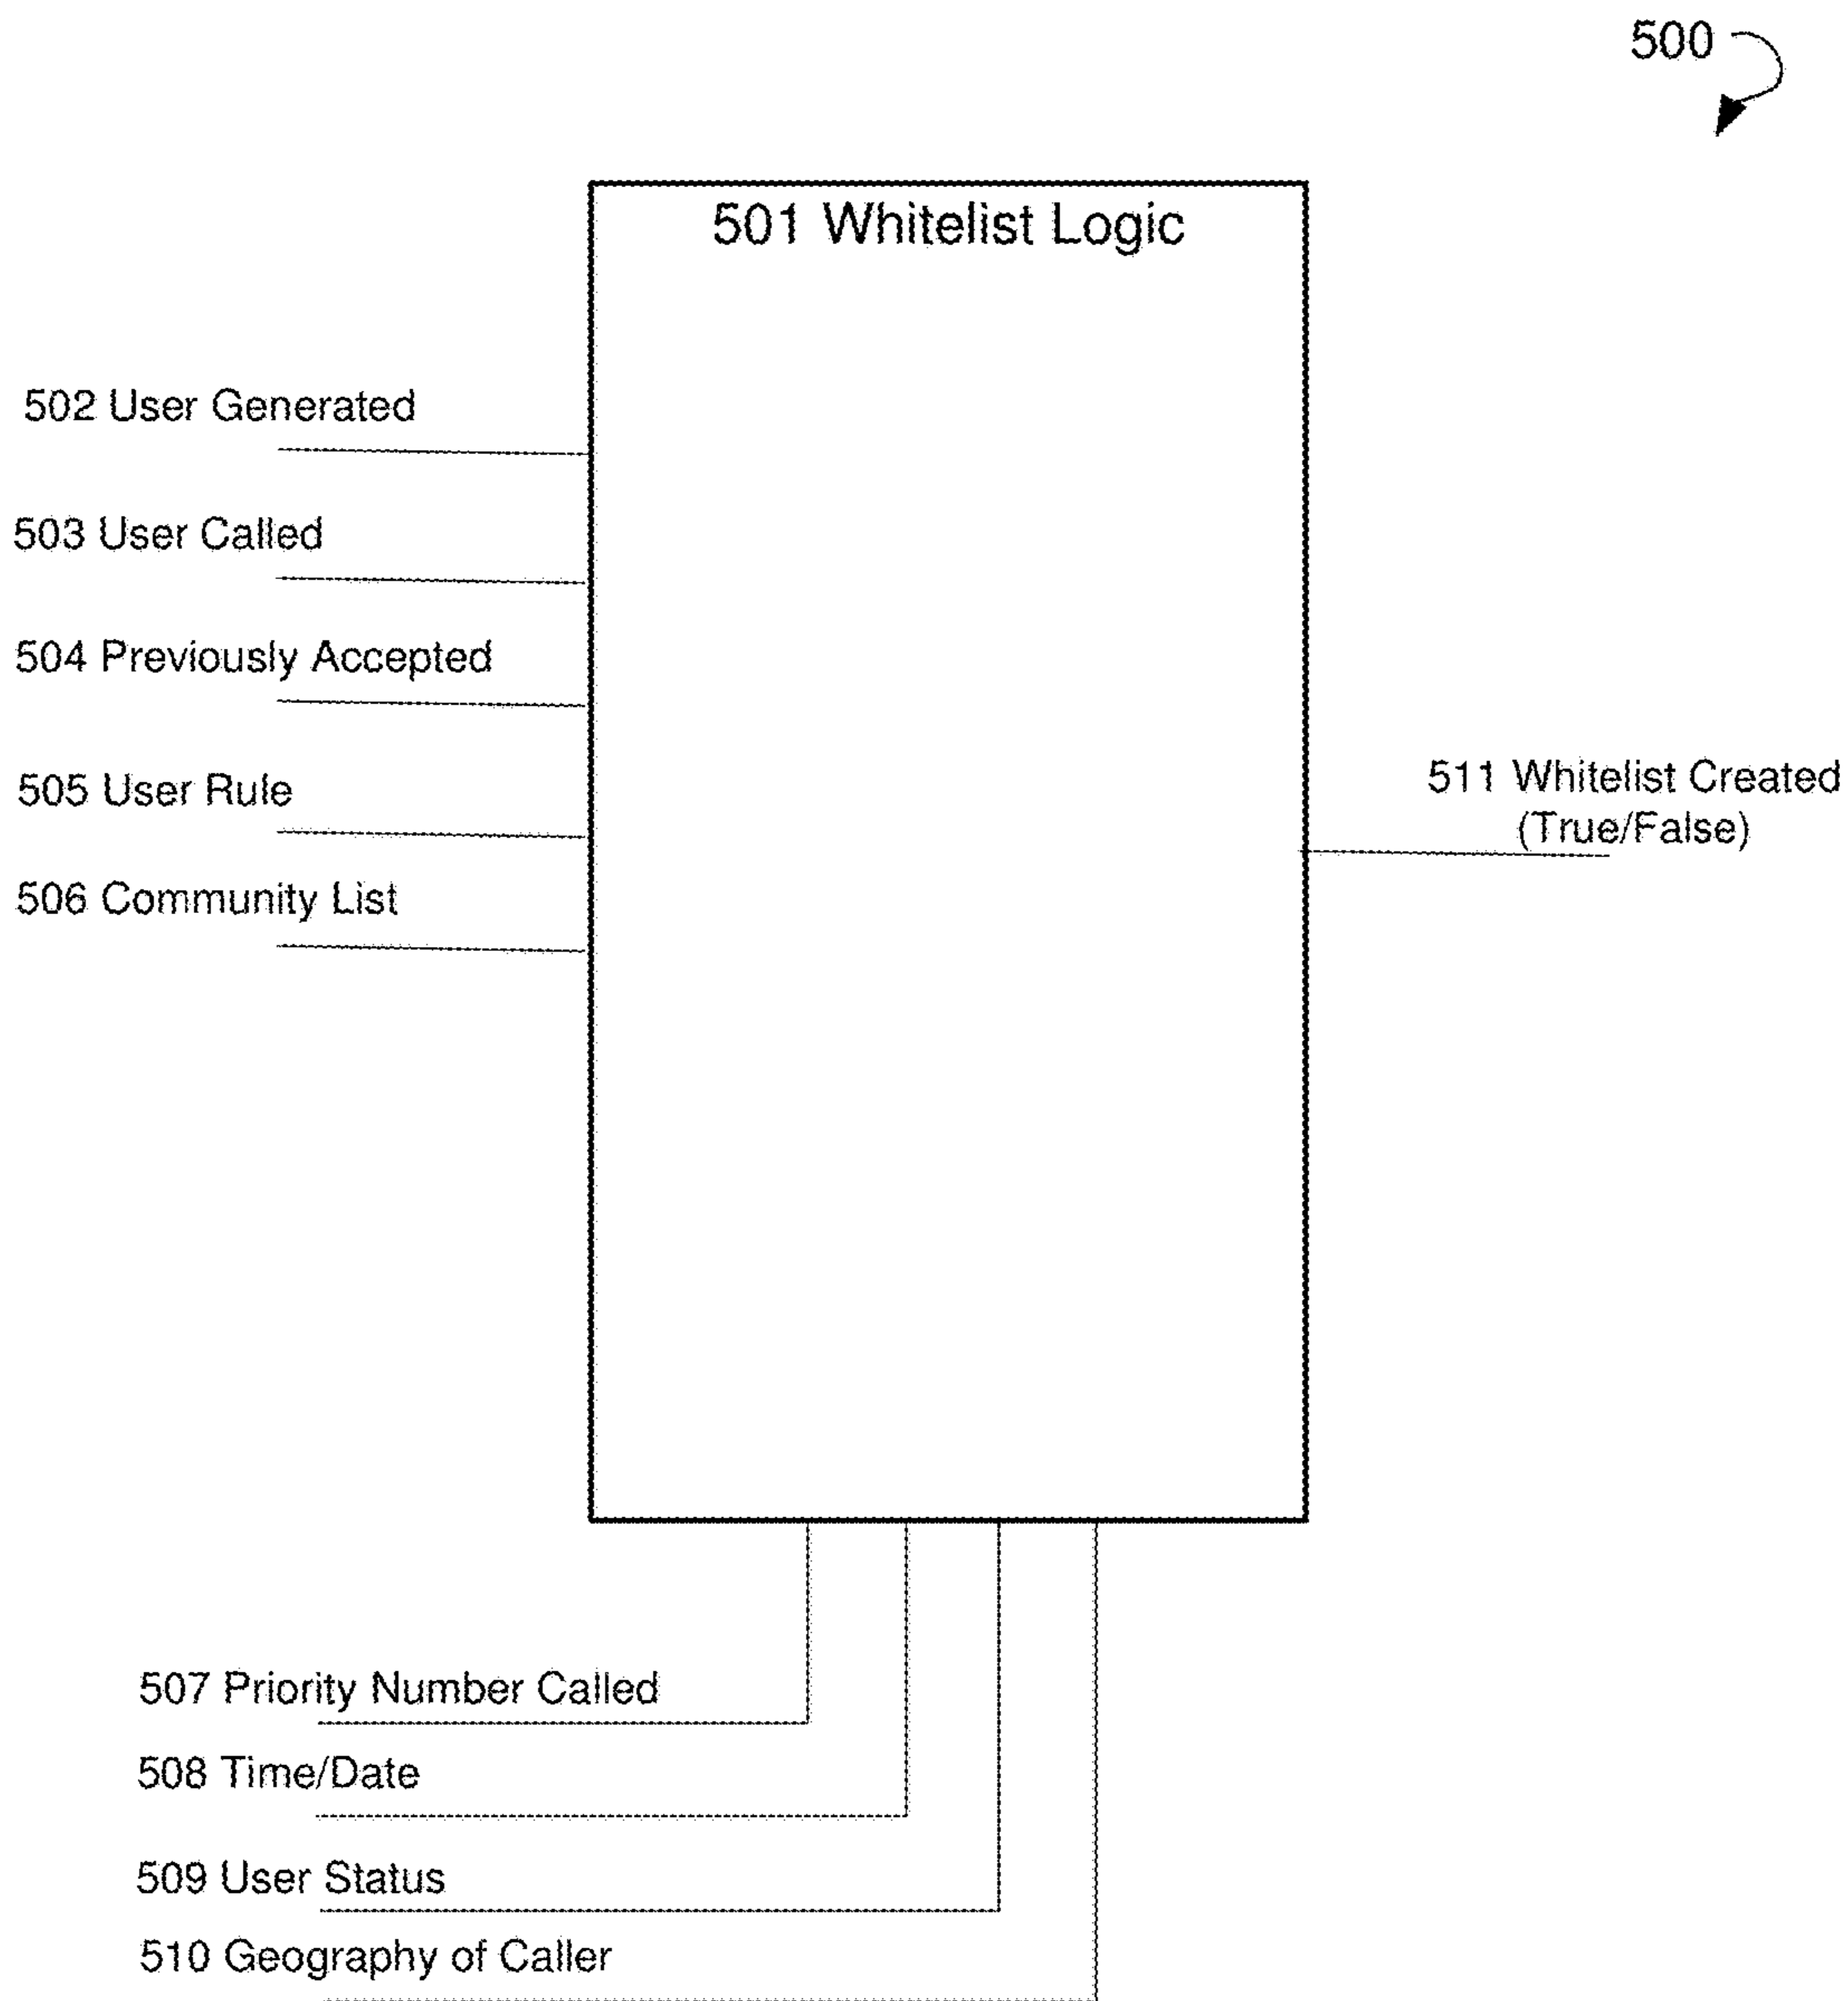 500
501 Whitelist Logic
502 User Generated
503 User Called
504 Previously Accepted
505 User Rule
506 Community List
511 Whitelist Created
(True/False)
507 Priority Number Called
508 Time/Date
509 User Status
510 Geography of Caller